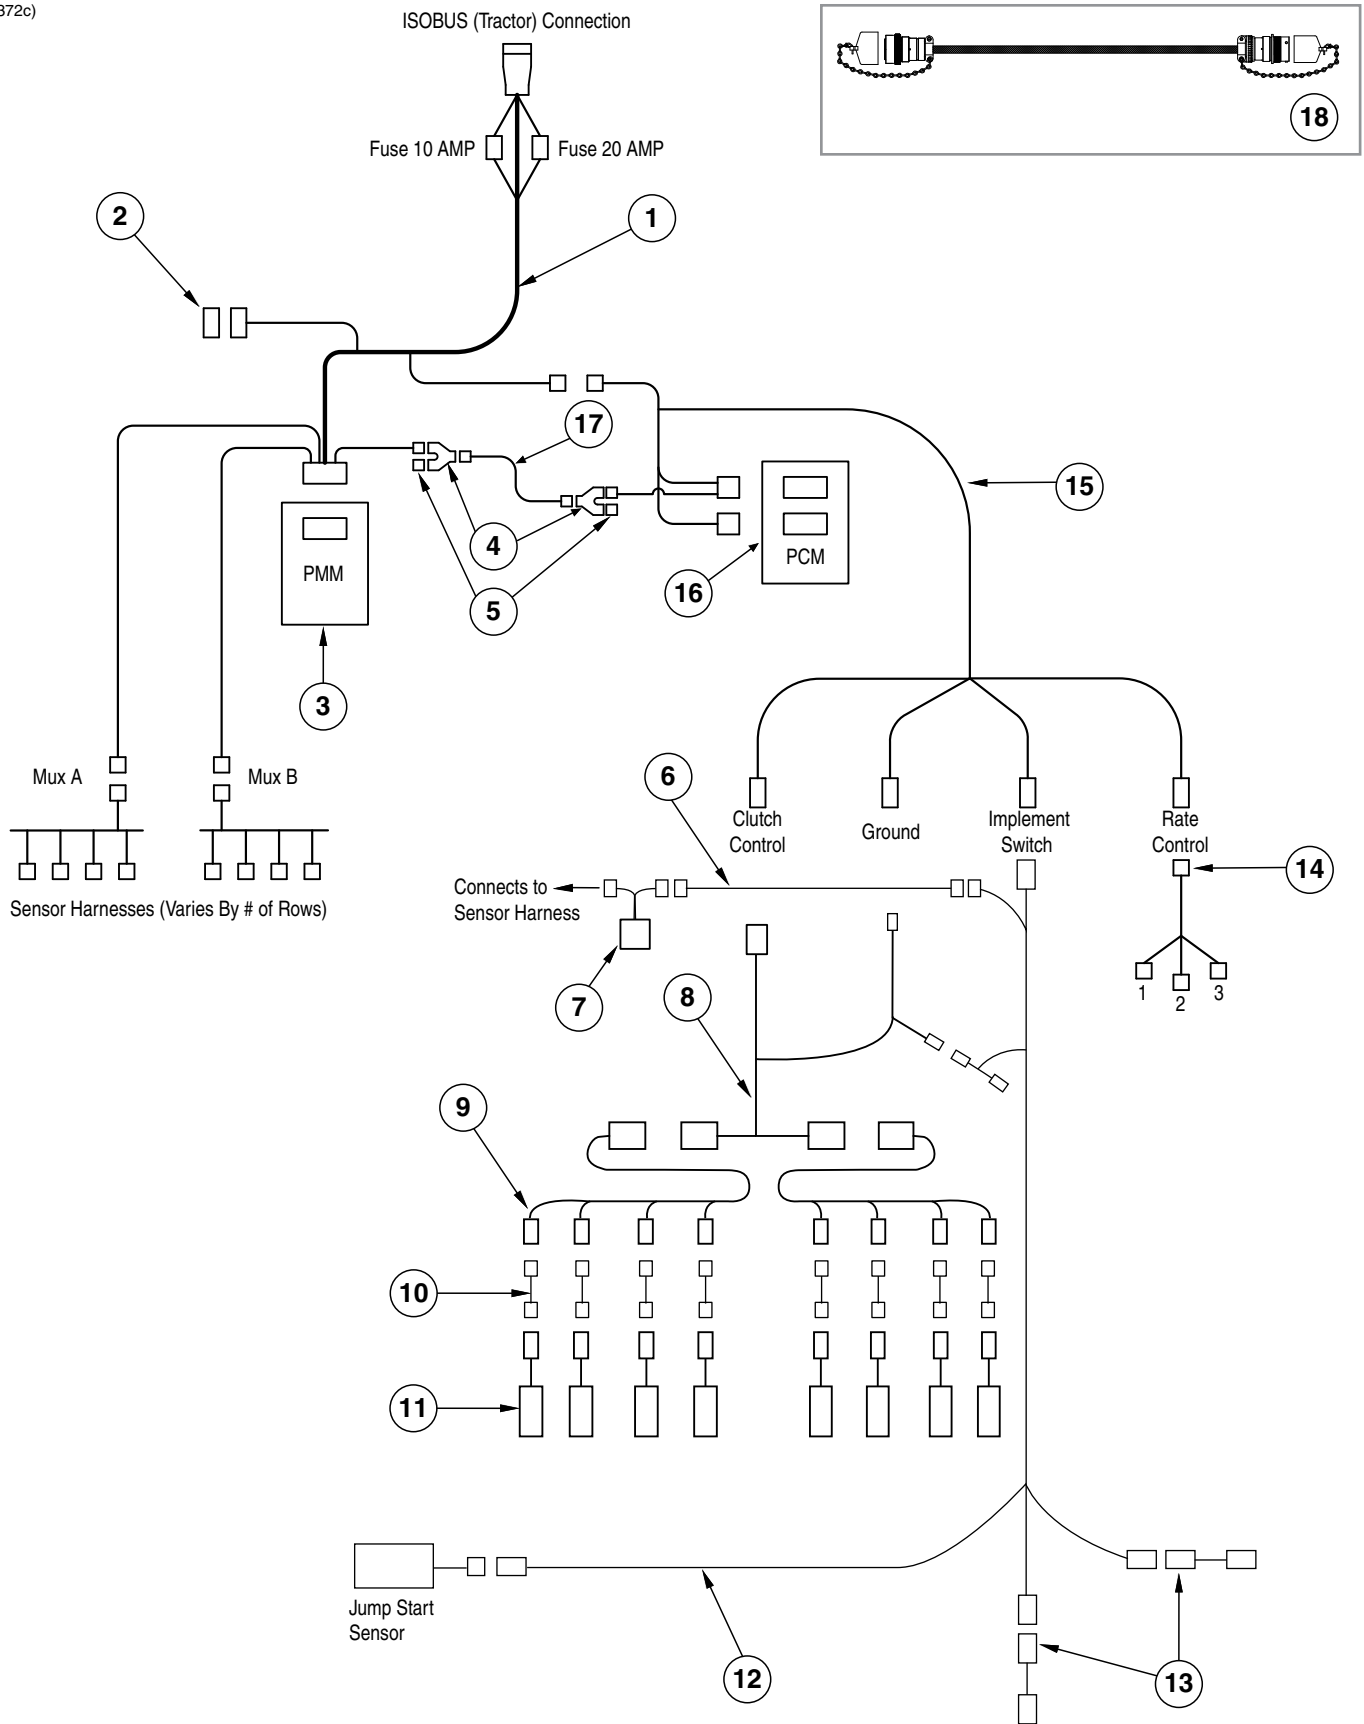 372c)
ISOBUS (Tractor) Connection
18
Fuse 10 AMP
Fuse 20 AMP
2
1
17
15
4
PMM
PCM
5
16
3
Mux A
Mux B
6
Clutch
Control
Ground
Implement
Switch
Rate
Control
14
Connects to
Sensor Harness
Sensor Harnesses (Varies By # of Rows)
7
8
1
2
3
9
10
11
Jump Start
Sensor
12
13